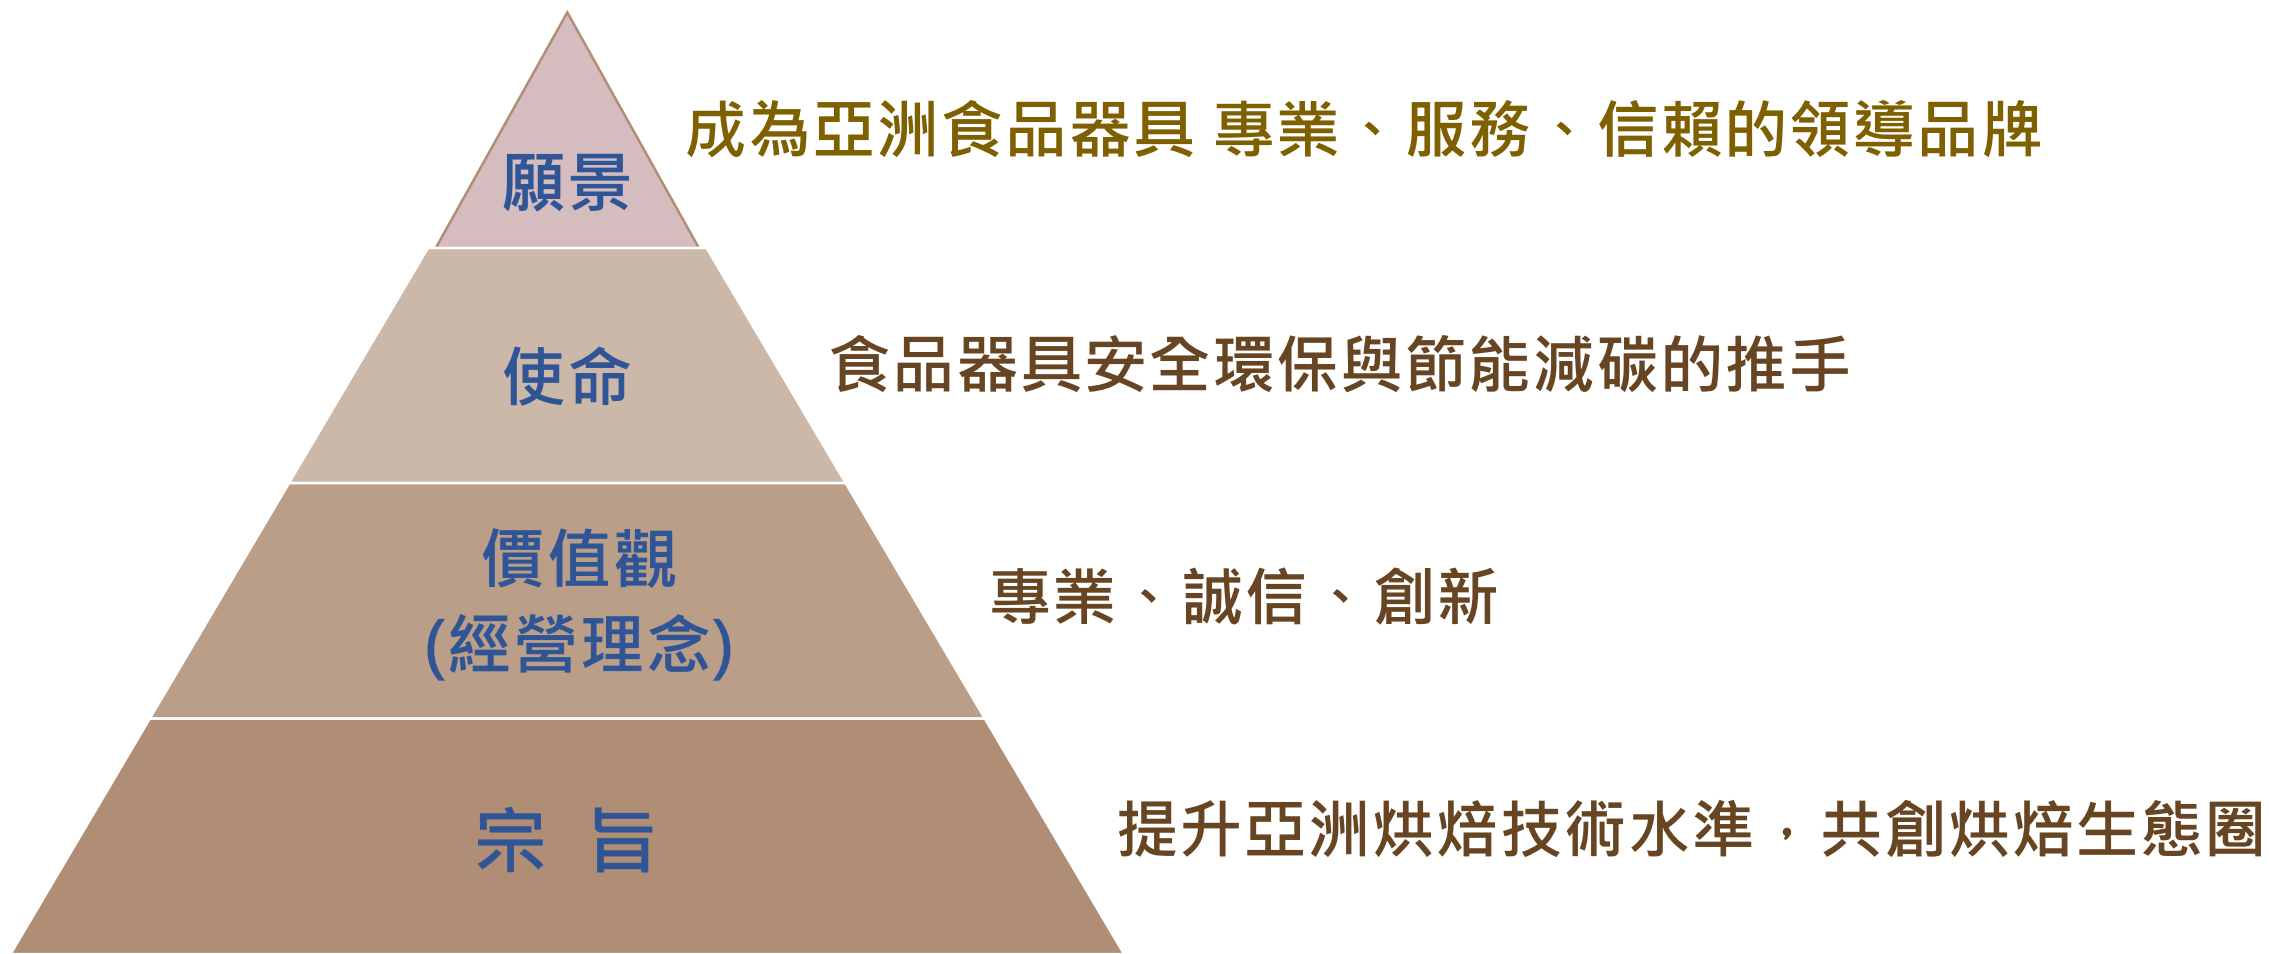 成為亞洲食品器具 專業、服務、信賴的領導品牌
願景
食品器具安全環保與節能減碳的推手
使命
價值觀
(經營理念)
專業、誠信、創新
宗 旨
提升亞洲烘焙技術水準，共創烘焙生態圈